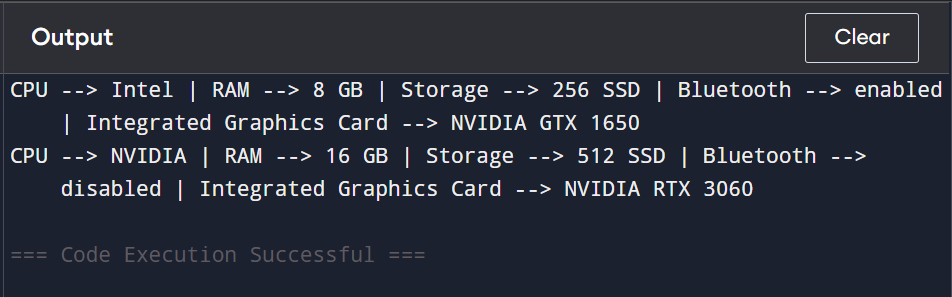 Output
Clear
CPU --> Intel | RAM --> 8 GB | Storage --> 256 SSD | Bluetooth --> enabled
| Integrated Graphics Card --> NVIDIA GTX 1650
CPU --> NVIDIA | RAM --> 16 GB | Storage --> 512 SSD | Bluetooth -->
disabled | Integrated Graphics Card --> NVIDIA RTX 3060
=== Code Execution Successful ===